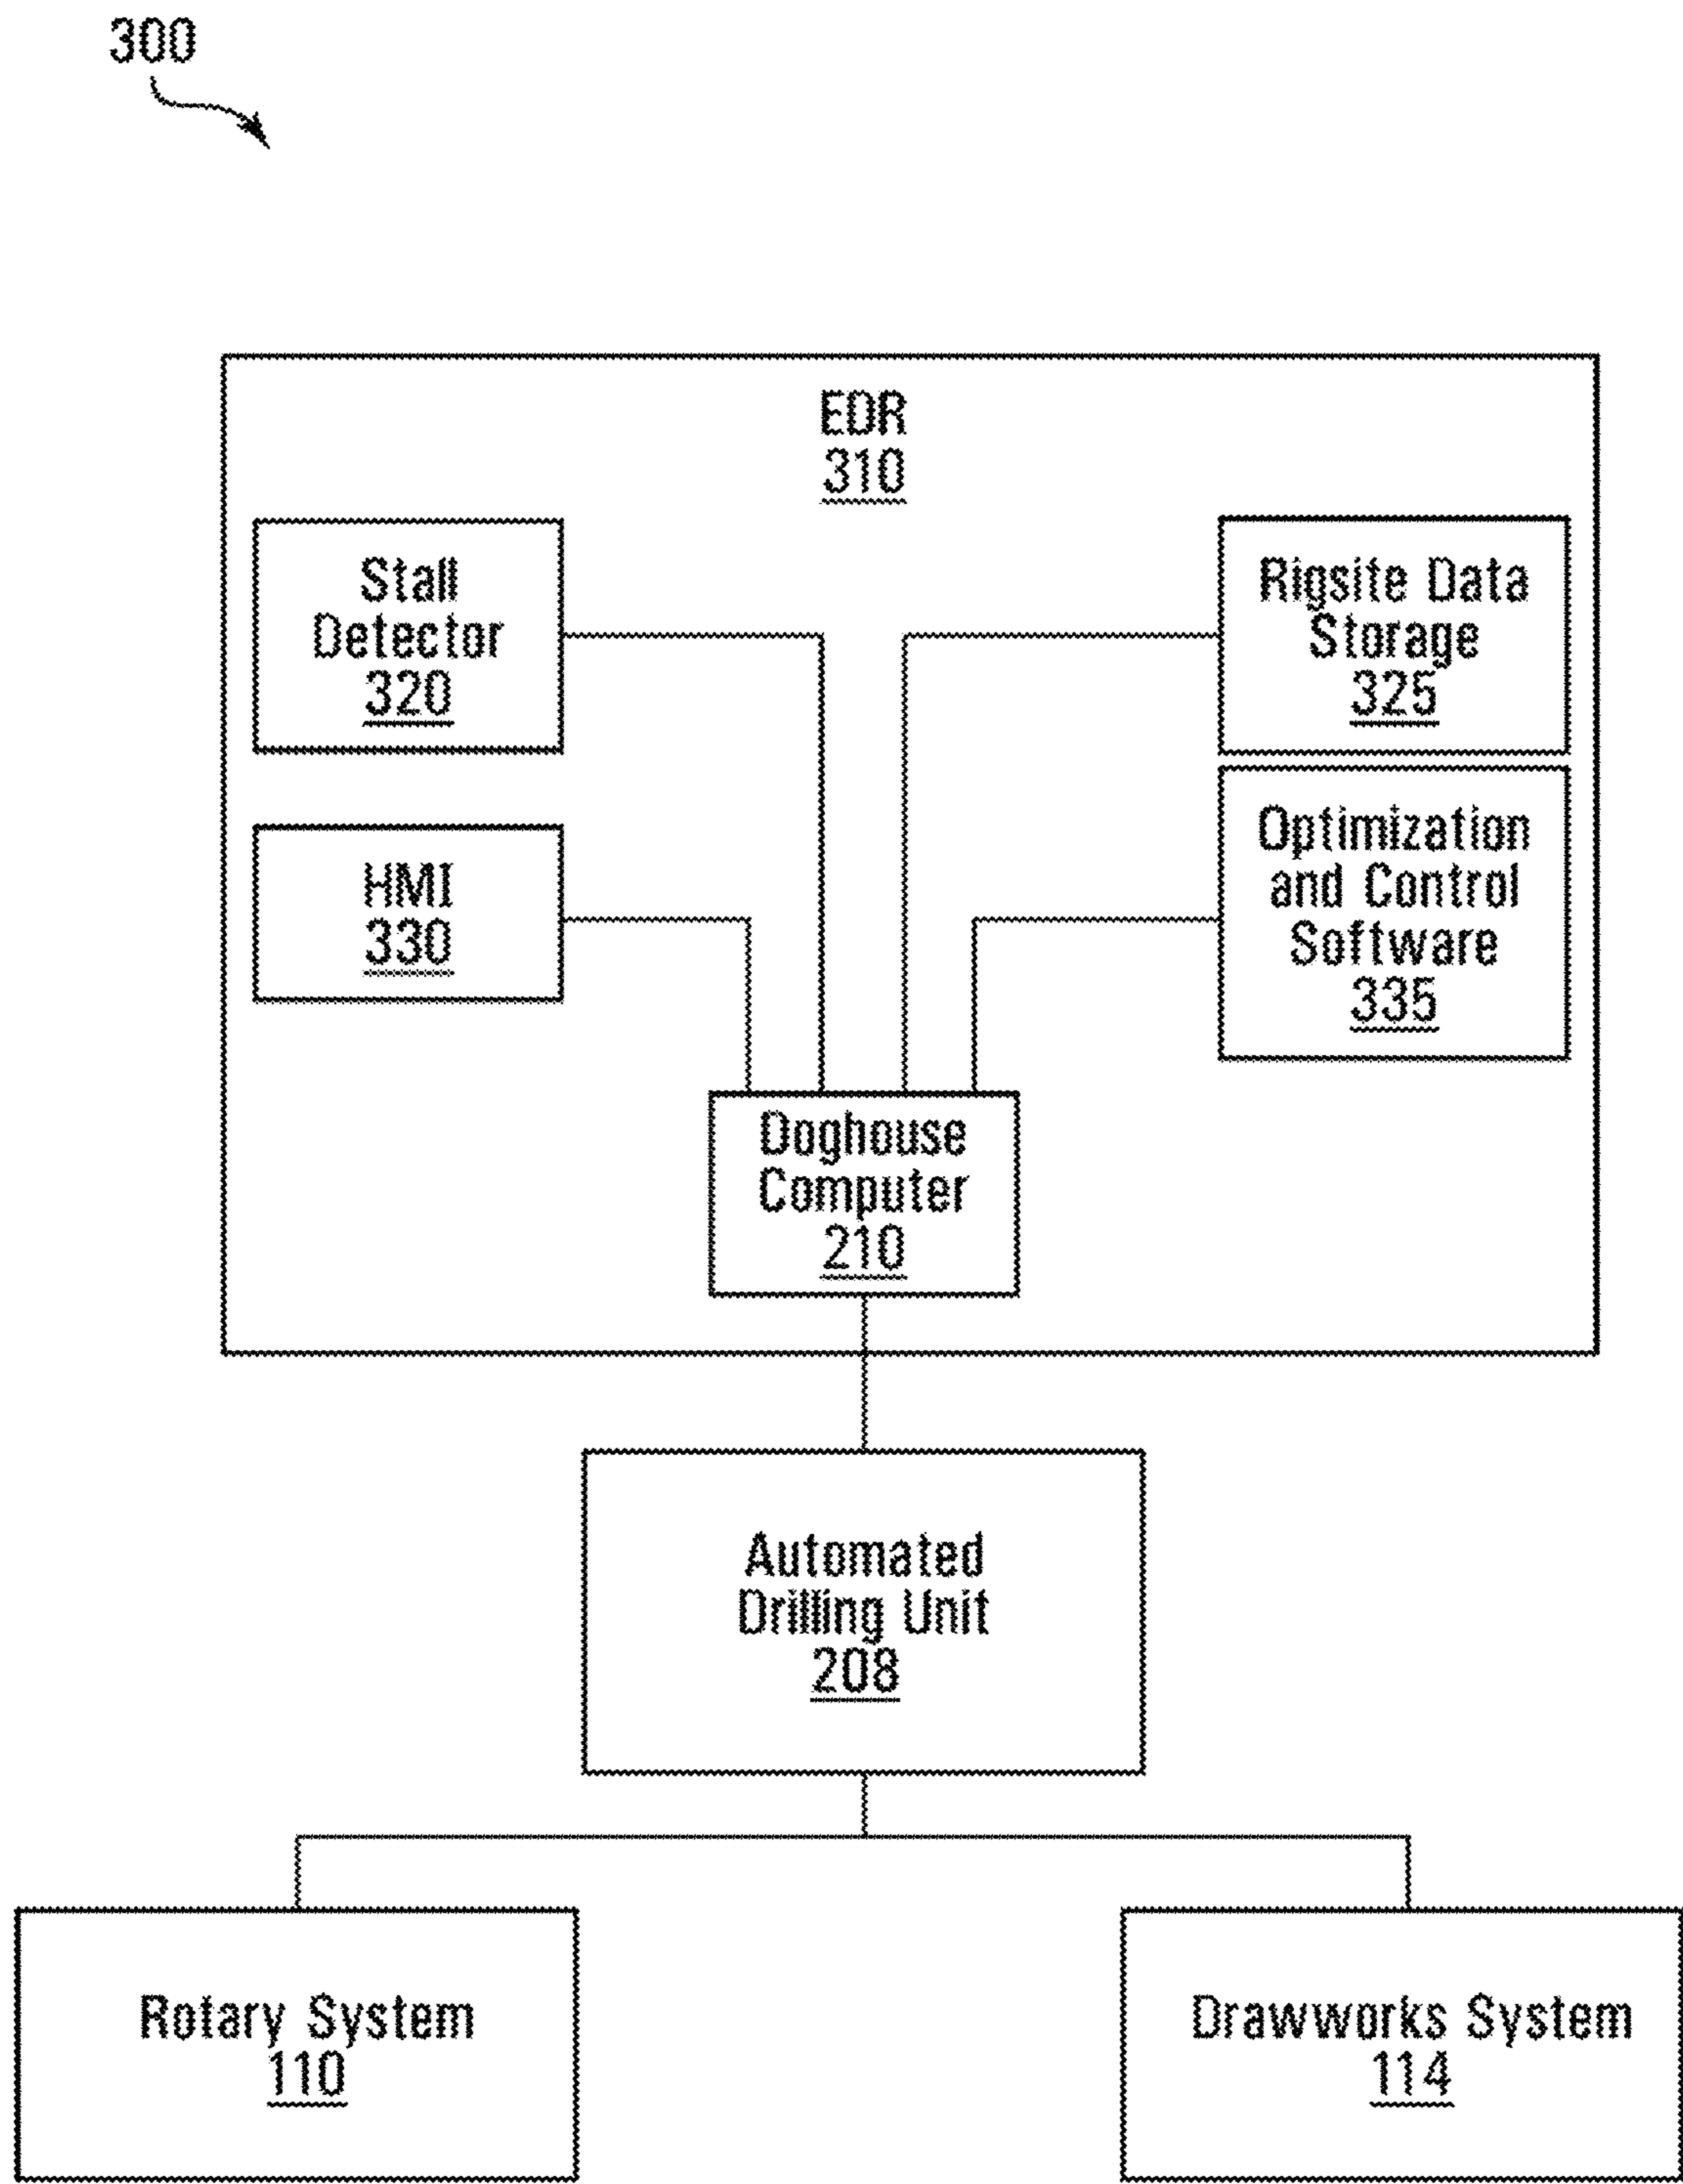 300
EDR
310
Stall
Detector
320
Rigsite Data
Storage
325
HMI
330
Optimization
and Control
Software
335
Doghouse
Computer
210
Automated
Drilling Unit
208
Rotary System
110
Drawworks System
114